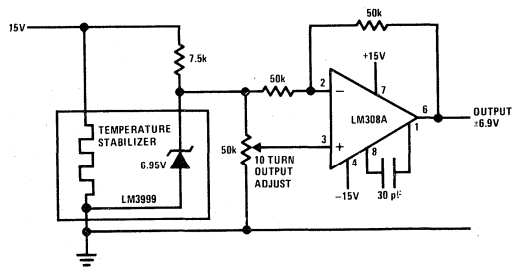 50k
15V
7.5k
+15V
50k
2
7
LM308A
6
OUTPUT
±6.9V
1
TEMPERATURE
STABILIZER
6.95V
50k
3
10 TURN
OUTPUT
ADJUST
4
8
−15V
30 pF
LM3999